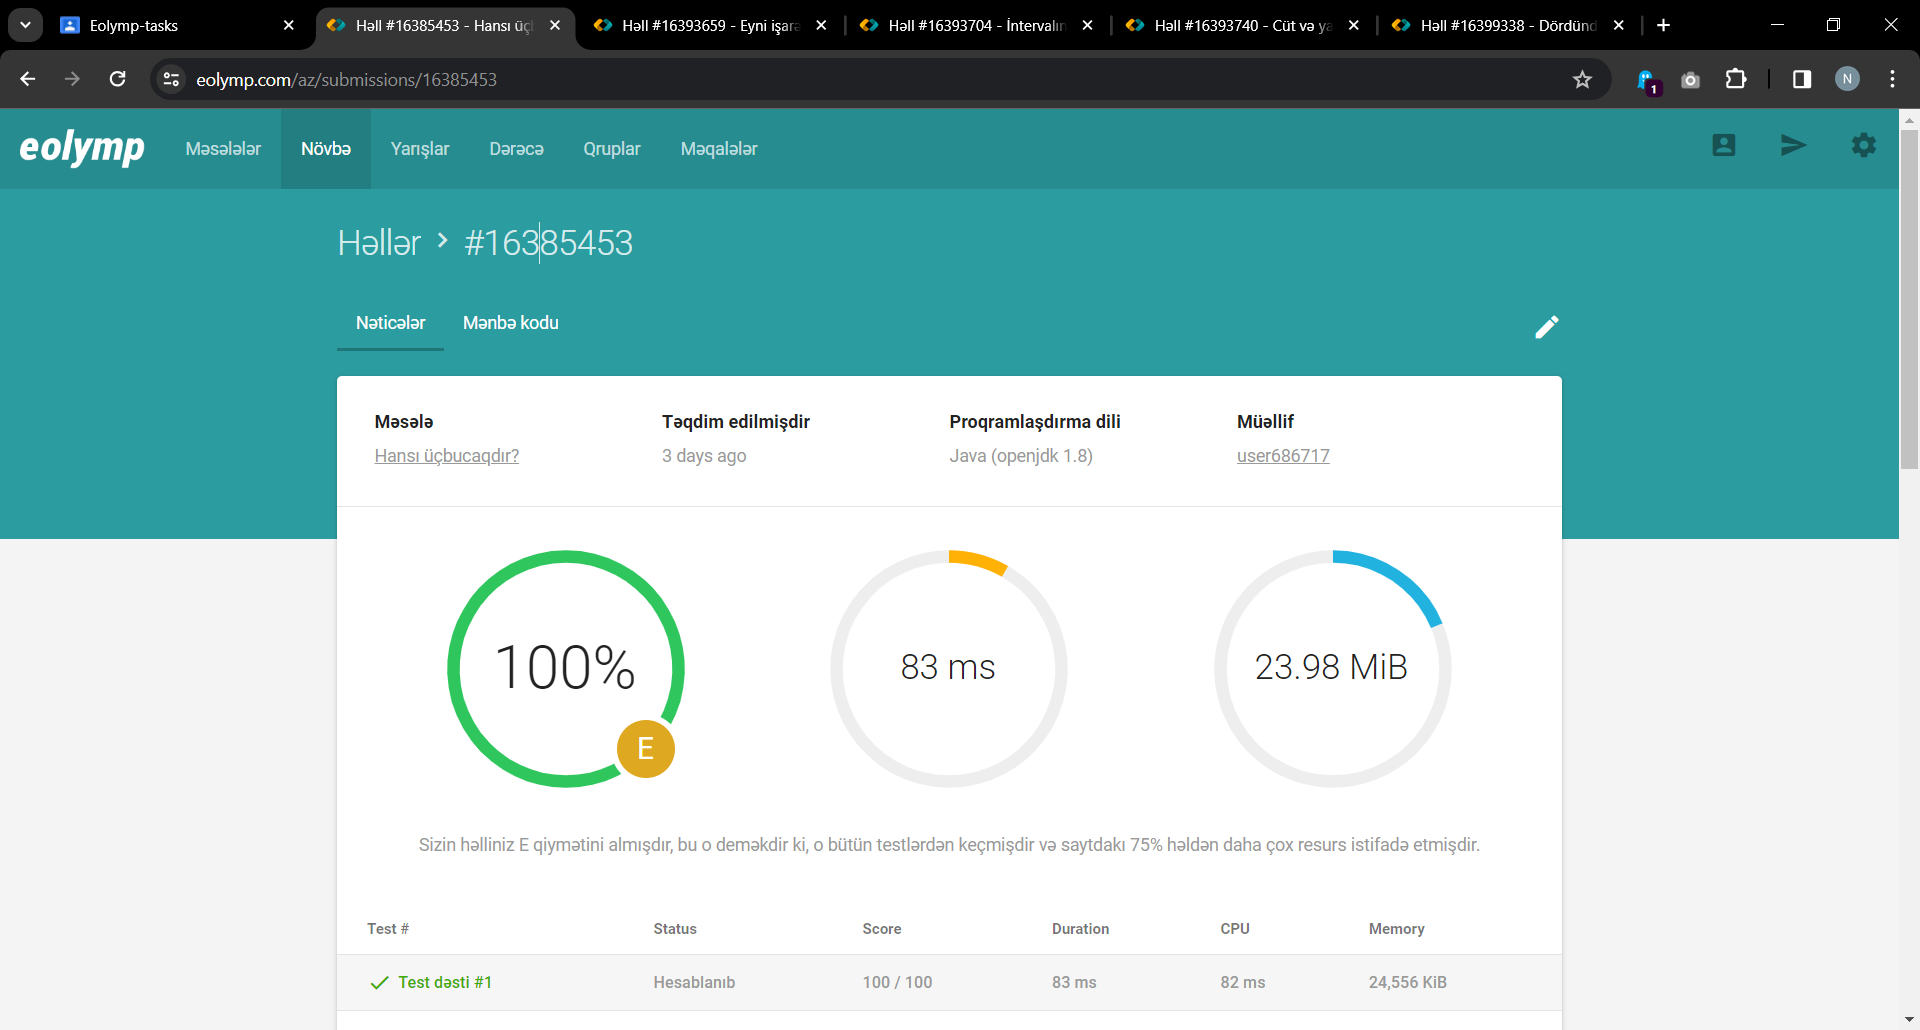 Eolymp-tasks
Həll #16385453 - Hansı üç
Həll #16393659 - Eyni işarə
Həll #16393704 - İntervalın
Həll #16393740 - Cüt və ya
Həll #16399338 - Dördünd
eolymp.com/az/submissions/16385453
1
N
eolymp
Məsələlər
Növbə
Yarışlar
Dərəcə
Qruplar
Məqalələr
Həllər > #16385453
Nəticələr
Mənbə kodu
Məsələ
Təqdim edilmişdir
Proqramlaşdırma dili
Müəllif
Hansı üçbucaqdır?
3 days ago
Java (openjdk 1.8)
user686717
100%
E
83 ms
23.98 MiB
Sizin həlliniz E qiymətini almışdır, bu o deməkdir ki, o bütün testlərdən keçmişdir və saytdakı 75% həldən daha çox resurs istifadə etmişdir.
Test #
Status
Score
Duration
CPU
Memory
Test dəsti #1
Hesablanıb
100 / 100
83 ms
82 ms
24,556 KiB